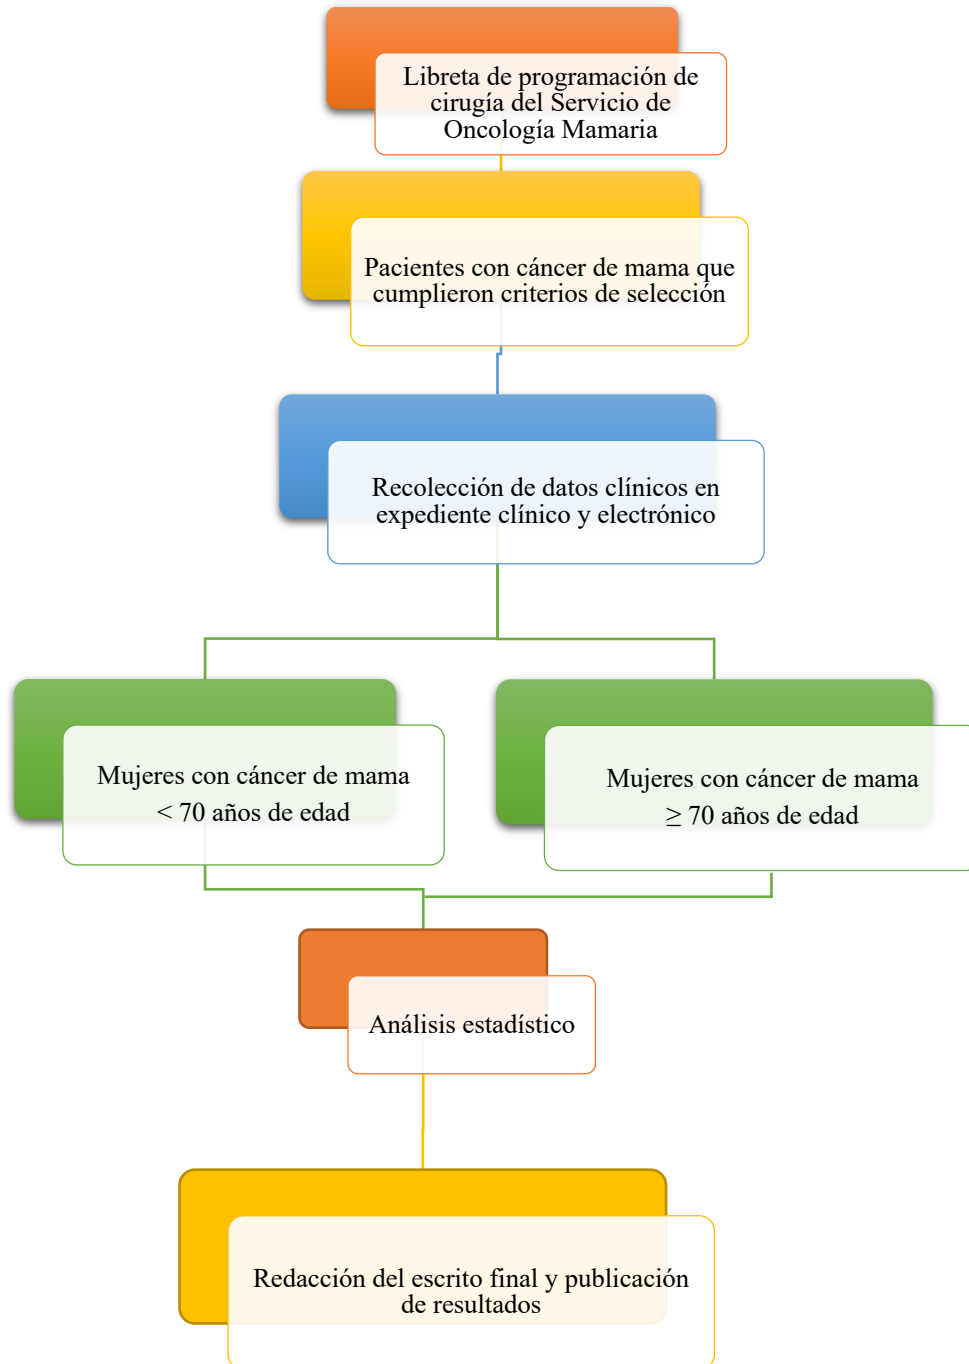 Libreta de programación de
cirugía del Servicio de
Oncología Mamaria
Pacientes con cáncer de mama que
cumplieron criterios de selección
Recolección de datos clínicos en
expediente clínico y electrónico
Mujeres con cáncer de mama
< 70 años de edad
Mujeres con cáncer de mama
≥ 70 años de edad
Análisis estadístico
Redacción del escrito final y publicación
de resultados